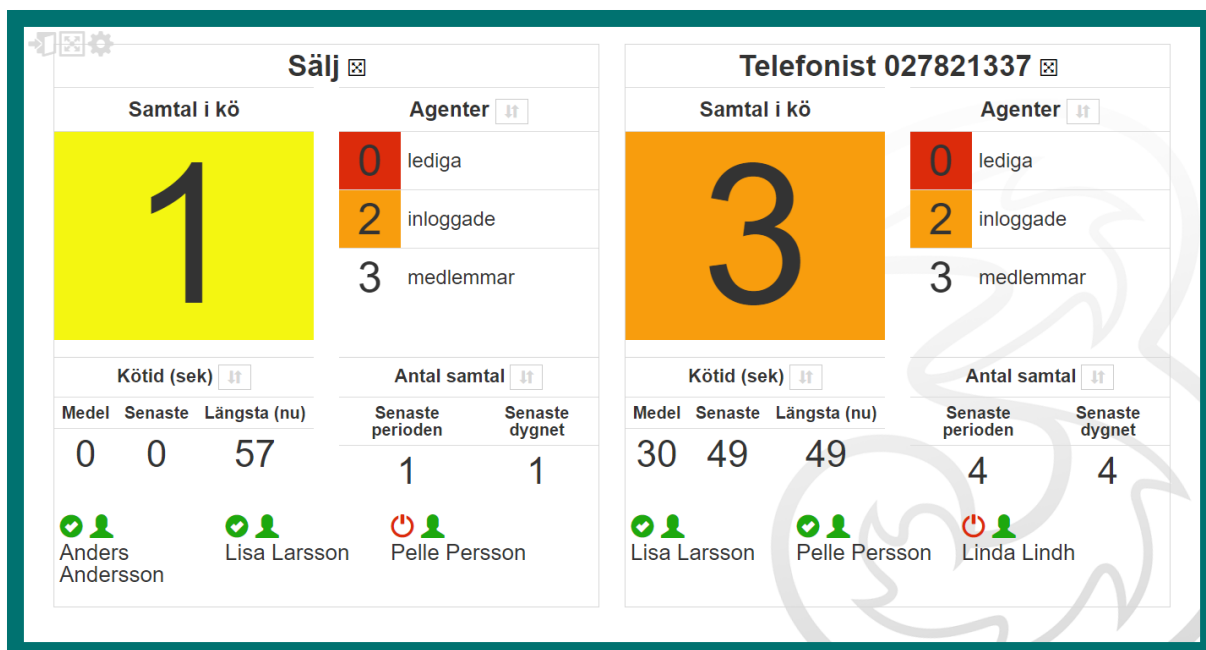 Sälj
Samtal i kö
Agenter
1
0 lediga
2 inloggade
3 medlemmar
Kötid (sek)
Antal samtal
Medel Senaste Längsta (nu)
Senaste perioden
Senaste dygnet
0 0 57
1 1
Anders
Andersson
Lisa Larsson
Pelle Persson
Telefonist 027821337
Samtal i kö
Agenter
3
0 lediga
2 inloggade
3 medlemmar
Kötid (sek)
Antal samtal
Medel Senaste Längsta (nu)
Senaste perioden
Senaste dygnet
30 49 49
4 4
Lisa Larsson
Pelle Persson
Linda Lindh